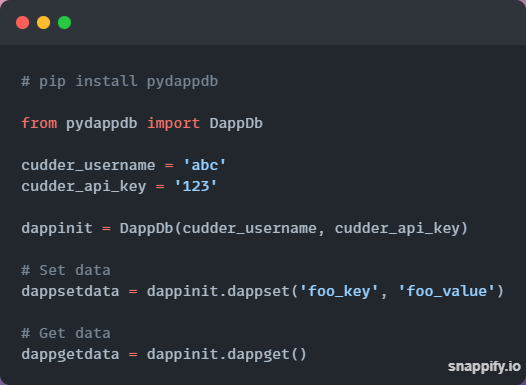 # pip install pydappdb
from pydappdb import DappDb
cudder_username = 'abc'
cudder_api_key = '123'
dappinit = DappDb(cudder_username, cudder_api_key)
# Set data
dappsetdata = dappinit.dappset('foo_key', 'foo_value')
# Get data
dappgetdata = dappinit.dappget()
snappify.io